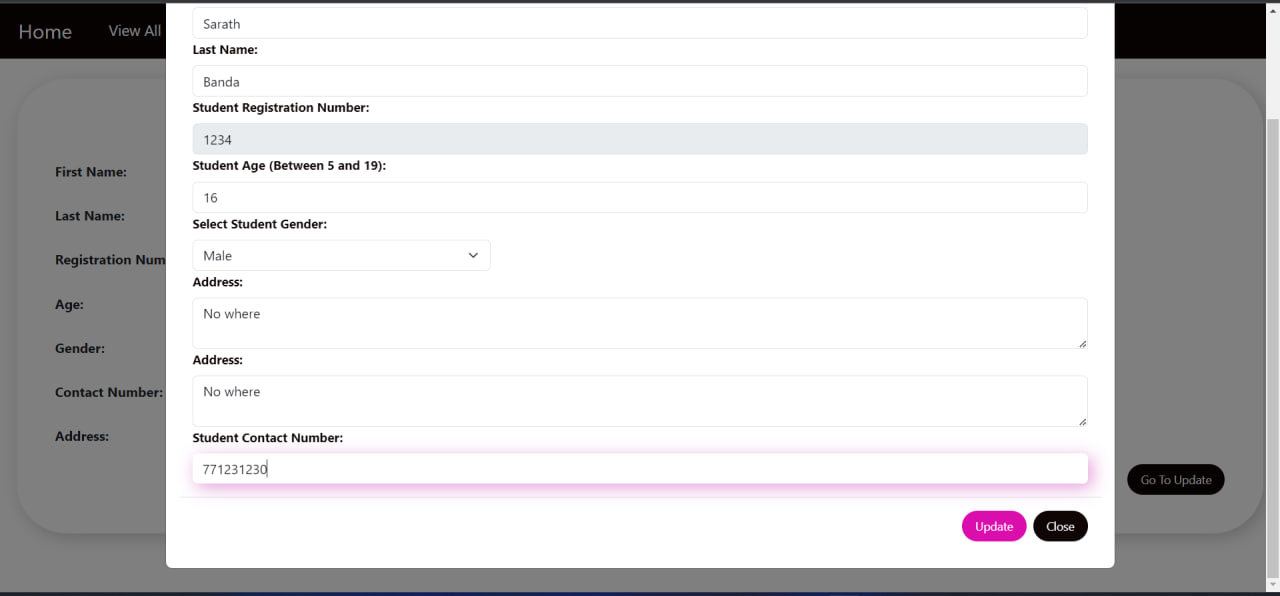 Home View All
Sarath
Last Name:
Banda
Student Registration Number:
1234
Student Age (Between 5 and 19):
16
Select Student Gender:
Male
Address:
No where
Address:
No where
Student Contact Number:
771231230
Update Close
First Name:
Last Name:
Registration Num
Age:
Gender:
Contact Number:
Address:
Go To Update